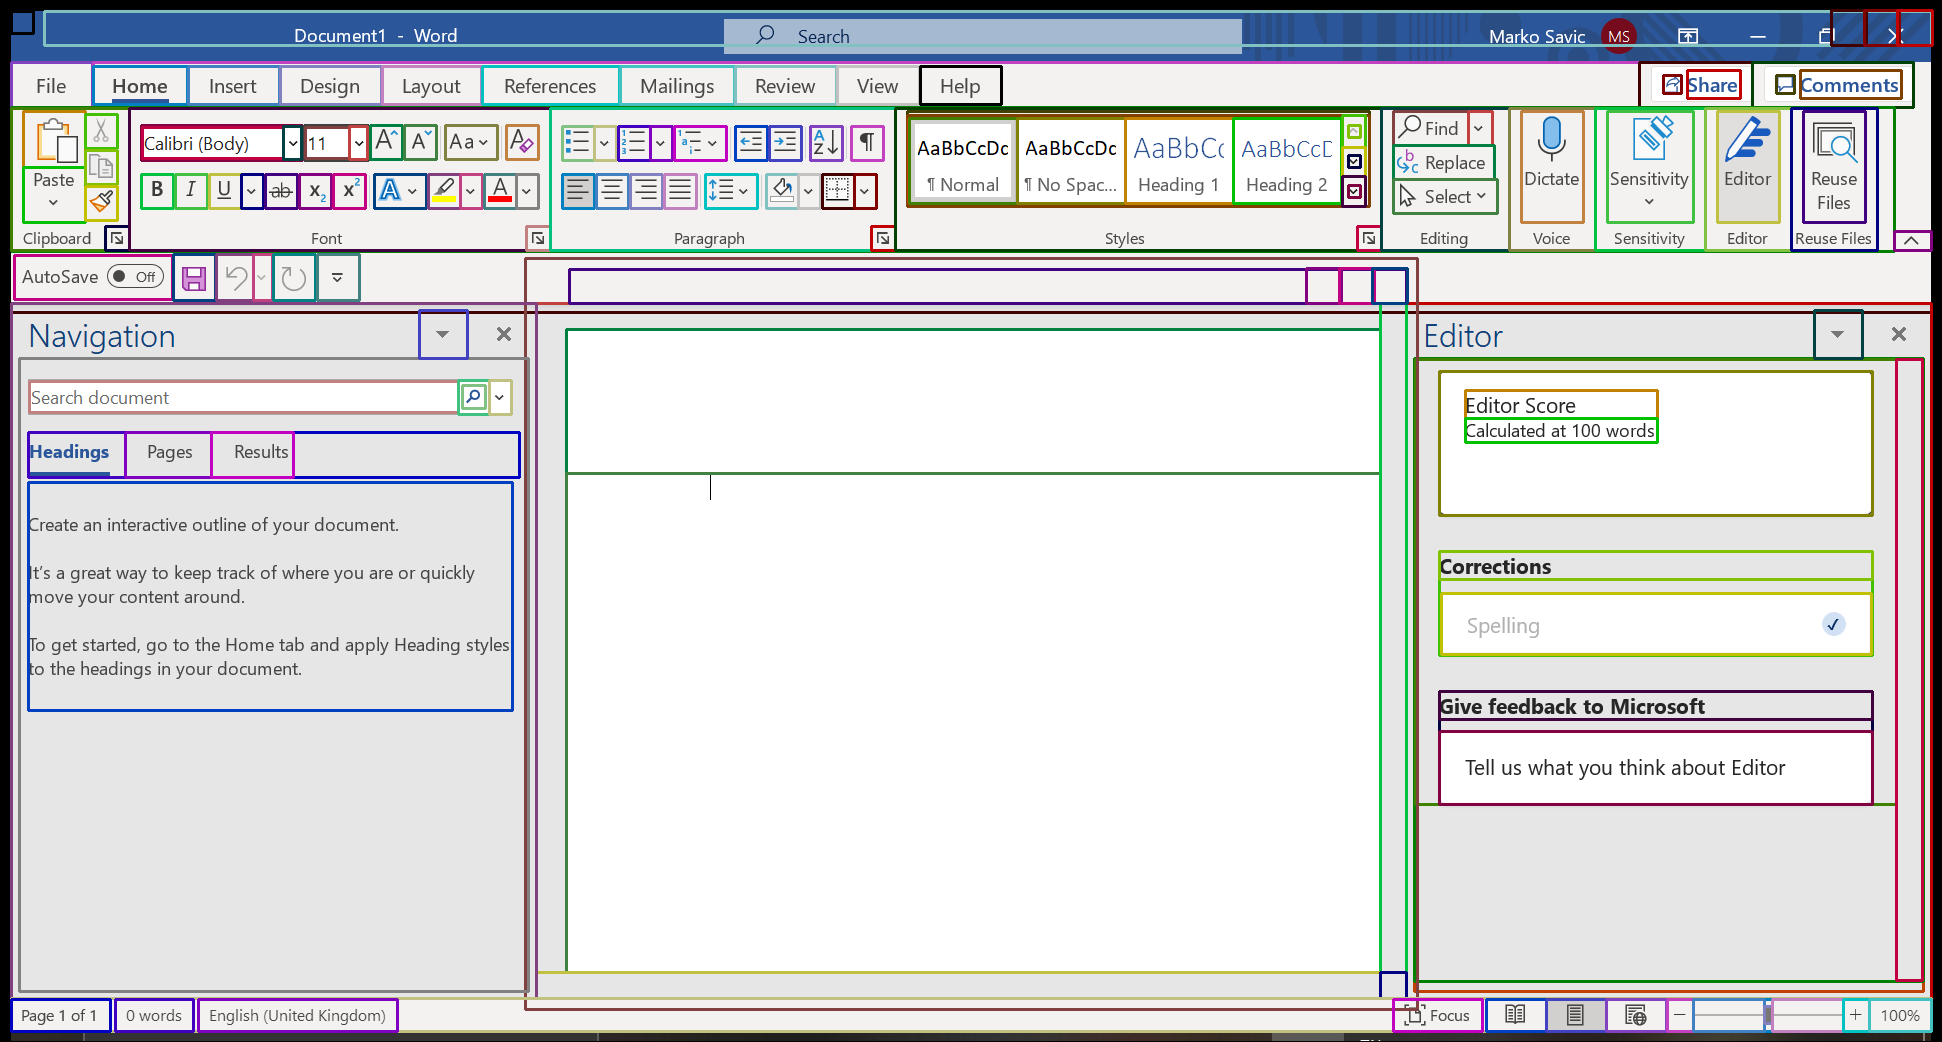 Document1 - Word
Search
Marko Savic
MS
File
Home
Insert
Design
Layout
References
Mailings
Review
View
Help
Share
Comments
Paste
Clipboard
Calibri (Body)
11
Aa
B
I
U
ab
x₂
x²
A
A
Font
Paragraph
AaBbCcDc
¶ Normal
AaBbCcDc
¶ No Spac...
AaBbCc
Heading 1
AaBbCcD
Heading 2
Styles
Find
Replace
Select
Editing
Dictate
Voice
Sensitivity
Sensitivity
Editor
Editor
Reuse
Files
Reuse Files
AutoSave
Off
Navigation
Search document
Headings
Pages
Results
Create an interactive outline of your document.
It's a great way to keep track of where you are or quickly
move your content around.
To get started, go to the Home tab and apply Heading styles
to the headings in your document.
Editor
Editor Score
Calculated at 100 words
Corrections
Spelling
Give feedback to Microsoft
Tell us what you think about Editor
Page 1 of 1
0 words
English (United Kingdom)
Focus
100%